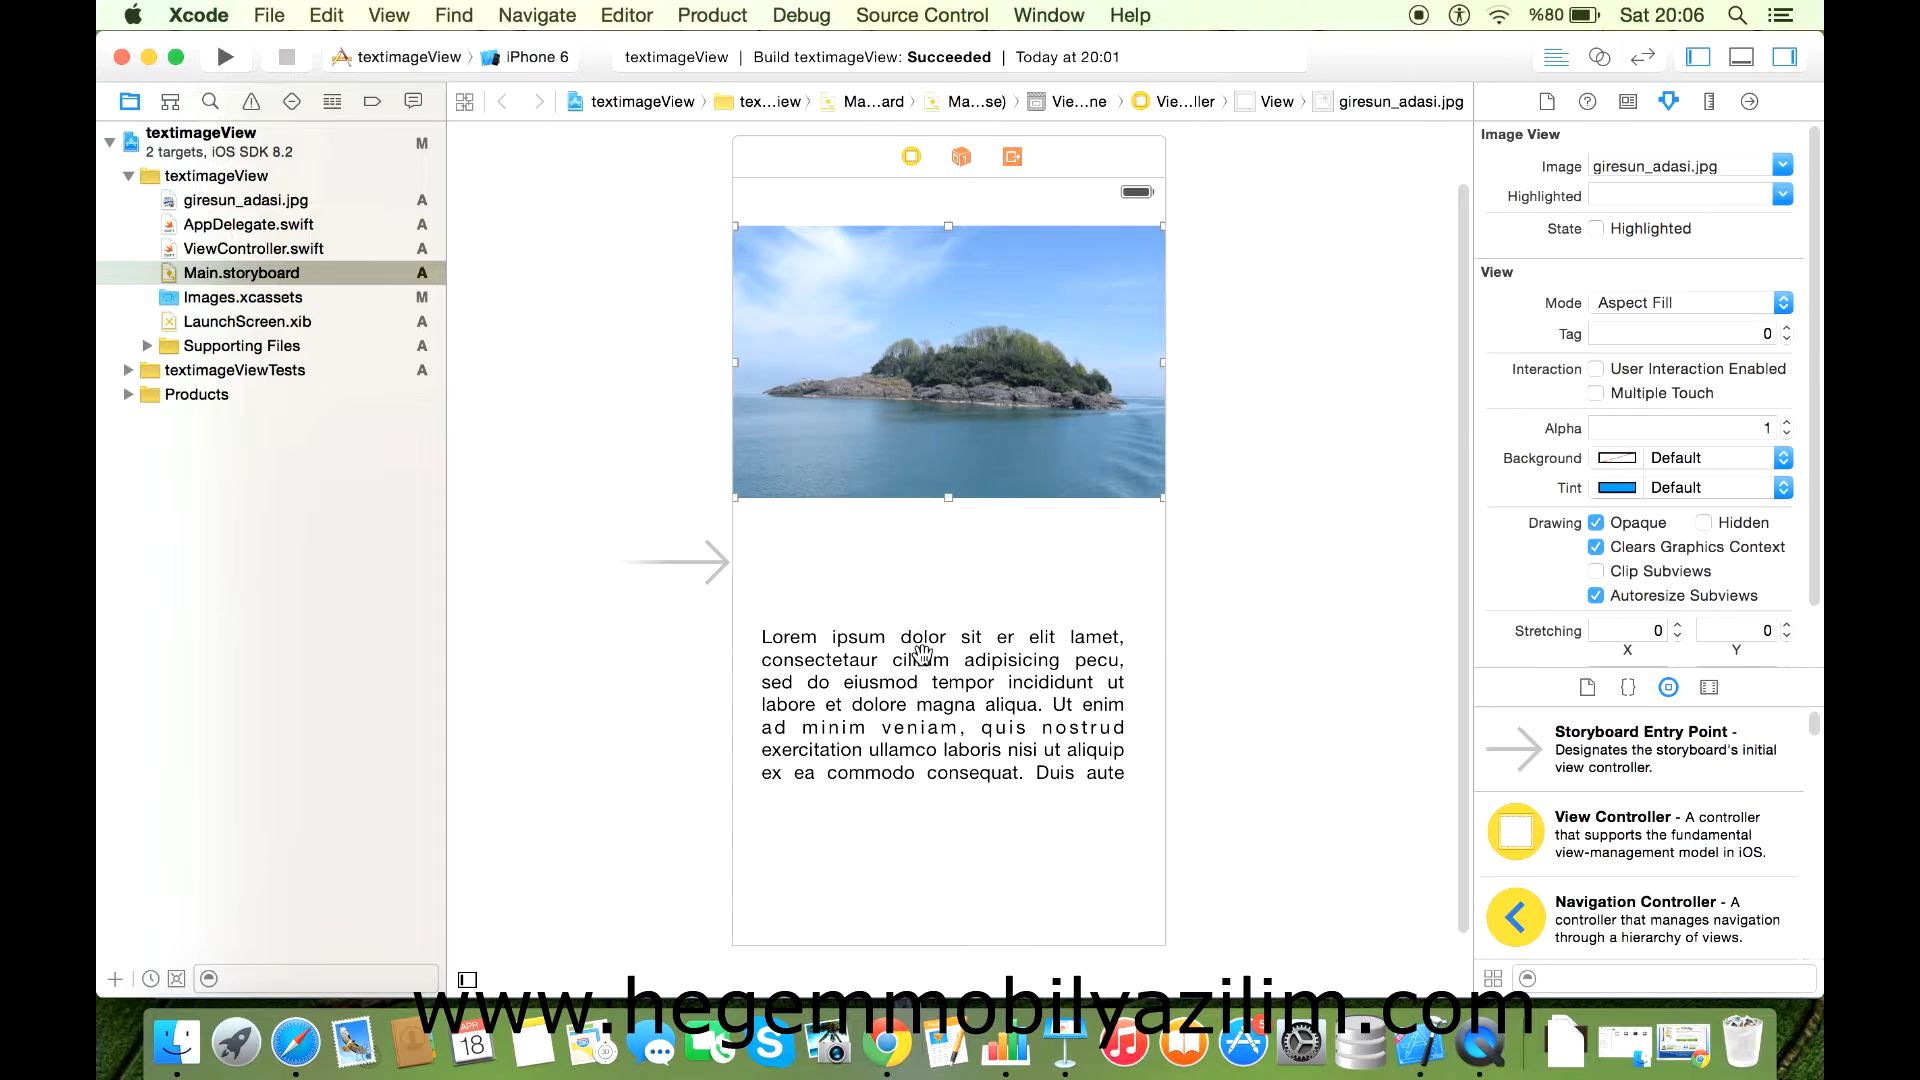 Xcode File Edit View Find Navigate Editor Product Debug Source Control Window Help %80 Sat 20:06
textimageView iPhone 6 textimageView | Build textimageView: Succeeded | Today at 20:01
textimageView tex...iew Ma...ard Ma...se) Vie...ne Vie...ller View giresun_adasi.jpg
textimageView
2 targets, iOS SDK 8.2 M
textimageView
giresun_adasi.jpg A
AppDelegate.swift A
ViewController.swift A
Main.storyboard A
Images.xcassets M
LaunchScreen.xib A
Supporting Files A
textimageViewTests A
Products
Lorem ipsum dolor sit er elit lamet,
consectetaur cillum adipisicing pecu,
sed do eiusmod tempor incididunt ut
labore et dolore magna aliqua. Ut enim
ad minim veniam, quis nostrud
exercitation ullamco laboris nisi ut aliquip
ex ea commodo consequat. Duis aute
Image View
Image giresun_adasi.jpg
Highlighted
State Highlighted
View
Mode Aspect Fill
Tag 0
Interaction User Interaction Enabled
Multiple Touch
Alpha 1
Background Default
Tint Default
Drawing Opaque Hidden
Clears Graphics Context
Clip Subviews
Autoresize Subviews
Stretching 0 0
X Y
Storyboard Entry Point -
Designates the storyboard's initial
view controller.
View Controller - A controller
that supports the fundamental
view-management model in iOS.
Navigation Controller - A
controller that manages navigation
through a hierarchy of views.
www.hegemmobilyazilim.com
APR
18